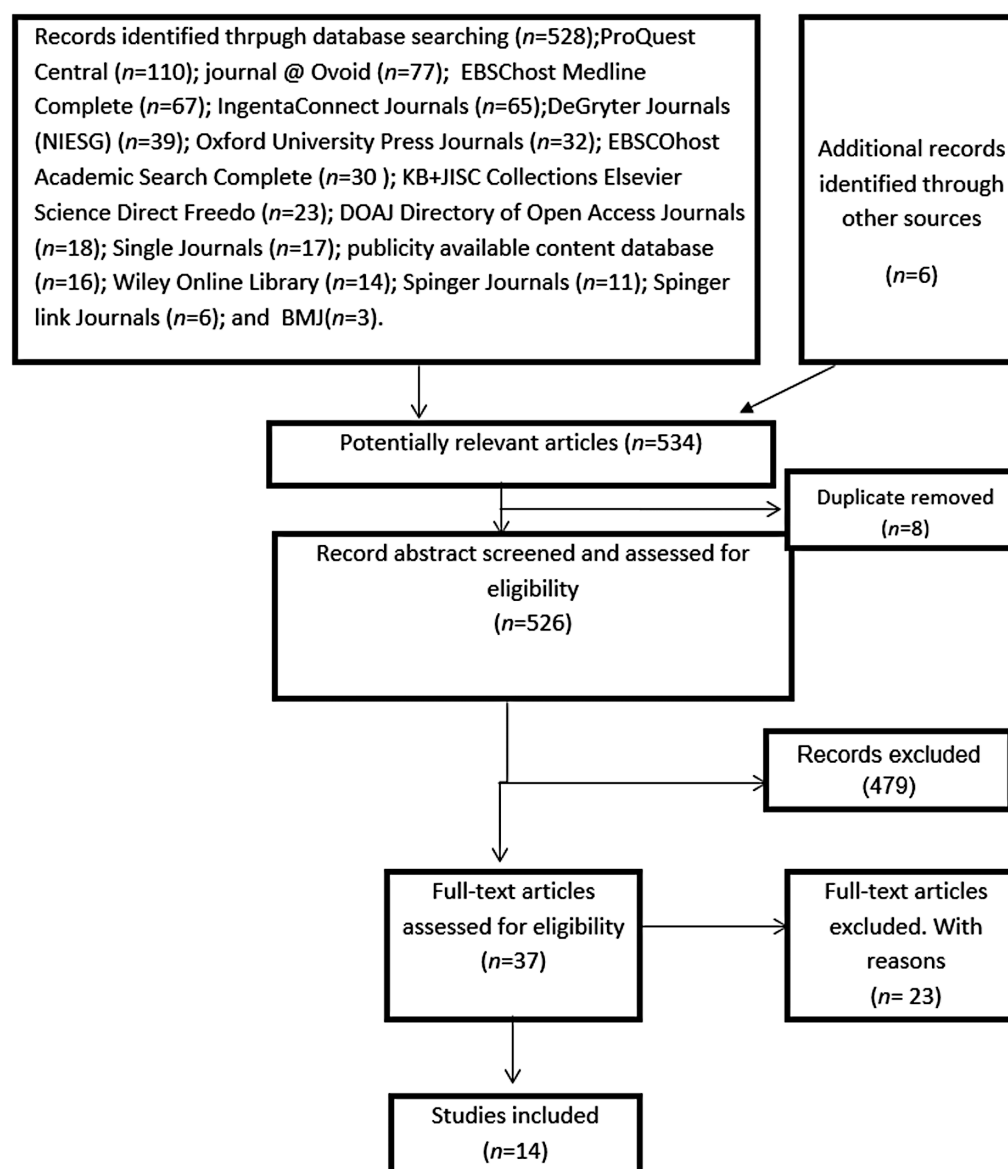 Records identified thrpugh database searching (n=528);ProQuest
Central (n=110); journal @ Ovoid (n=77); EBSChost Medline
Complete (n=67); IngentaConnect Journals (n=65);DeGryter Journals
(NIESG) (n=39); Oxford University Press Journals (n=32); EBSCOhost
Academic Search Complete (n=30 ); KB+JISC Collections Elsevier
Science Direct Freedo (n=23); DOAJ Directory of Open Access Journals
(n=18); Single Journals (n=17); publicity available content database
(n=16); Wiley Online Library (n=14); Spinger Journals (n=11); Spinger
link Journals (n=6); and BMJ(n=3).
Additional records
identified through
other sources
(n=6)
Potentially relevant articles (n=534)
Duplicate removed
(n=8)
Record abstract screened and assessed for
eligibility
(n=526)
Records excluded
(479)
Full-text articles
assessed for eligibility
(n=37)
Full-text articles
excluded. With
reasons
(n= 23)
Studies included
(n=14)